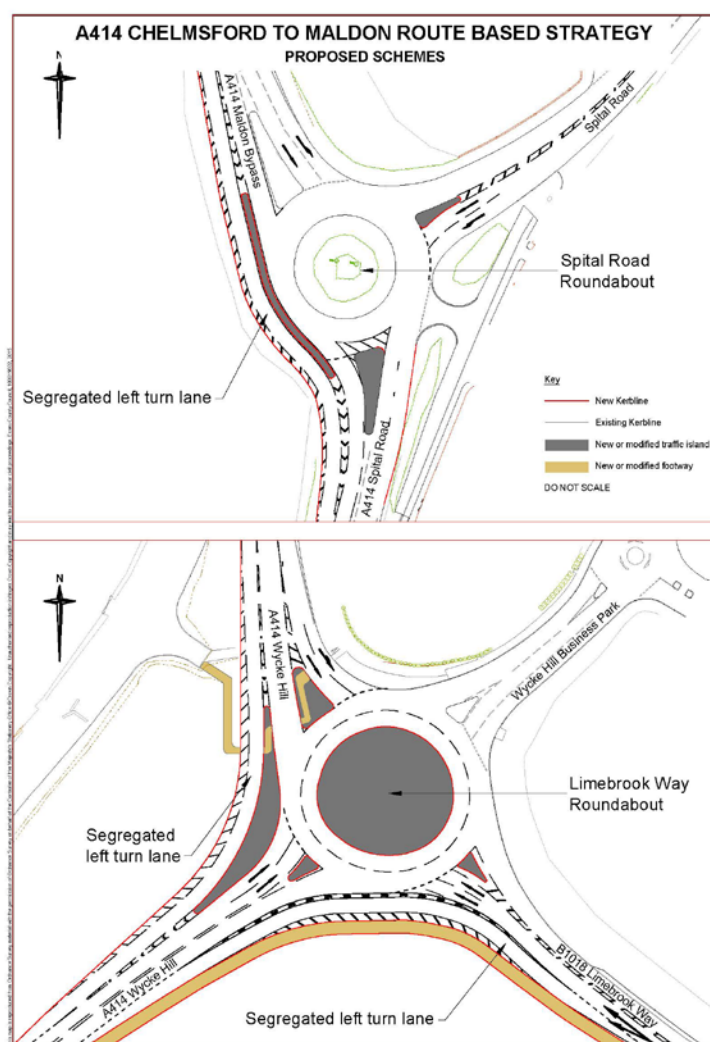 A414 CHELMSFORD TO MALDON ROUTE BASED STRATEGY
PROPOSED SCHEMES
N
A414 Maldon Bypass
Spital Road
Spital Road
Roundabout
Segregated left turn lane
A414 Spital Road
Key
New Kerbline
Existing Kerbline
New or modified traffic island
New or modified footway
DO NOT SCALE
N
A414 Wycke Hill
Wycke Hill Business Park
Limebrook Way
Roundabout
Segregated
left turn lane
A414 Wycke Hill
B1018 Limebrook Way
Segregated left turn lane